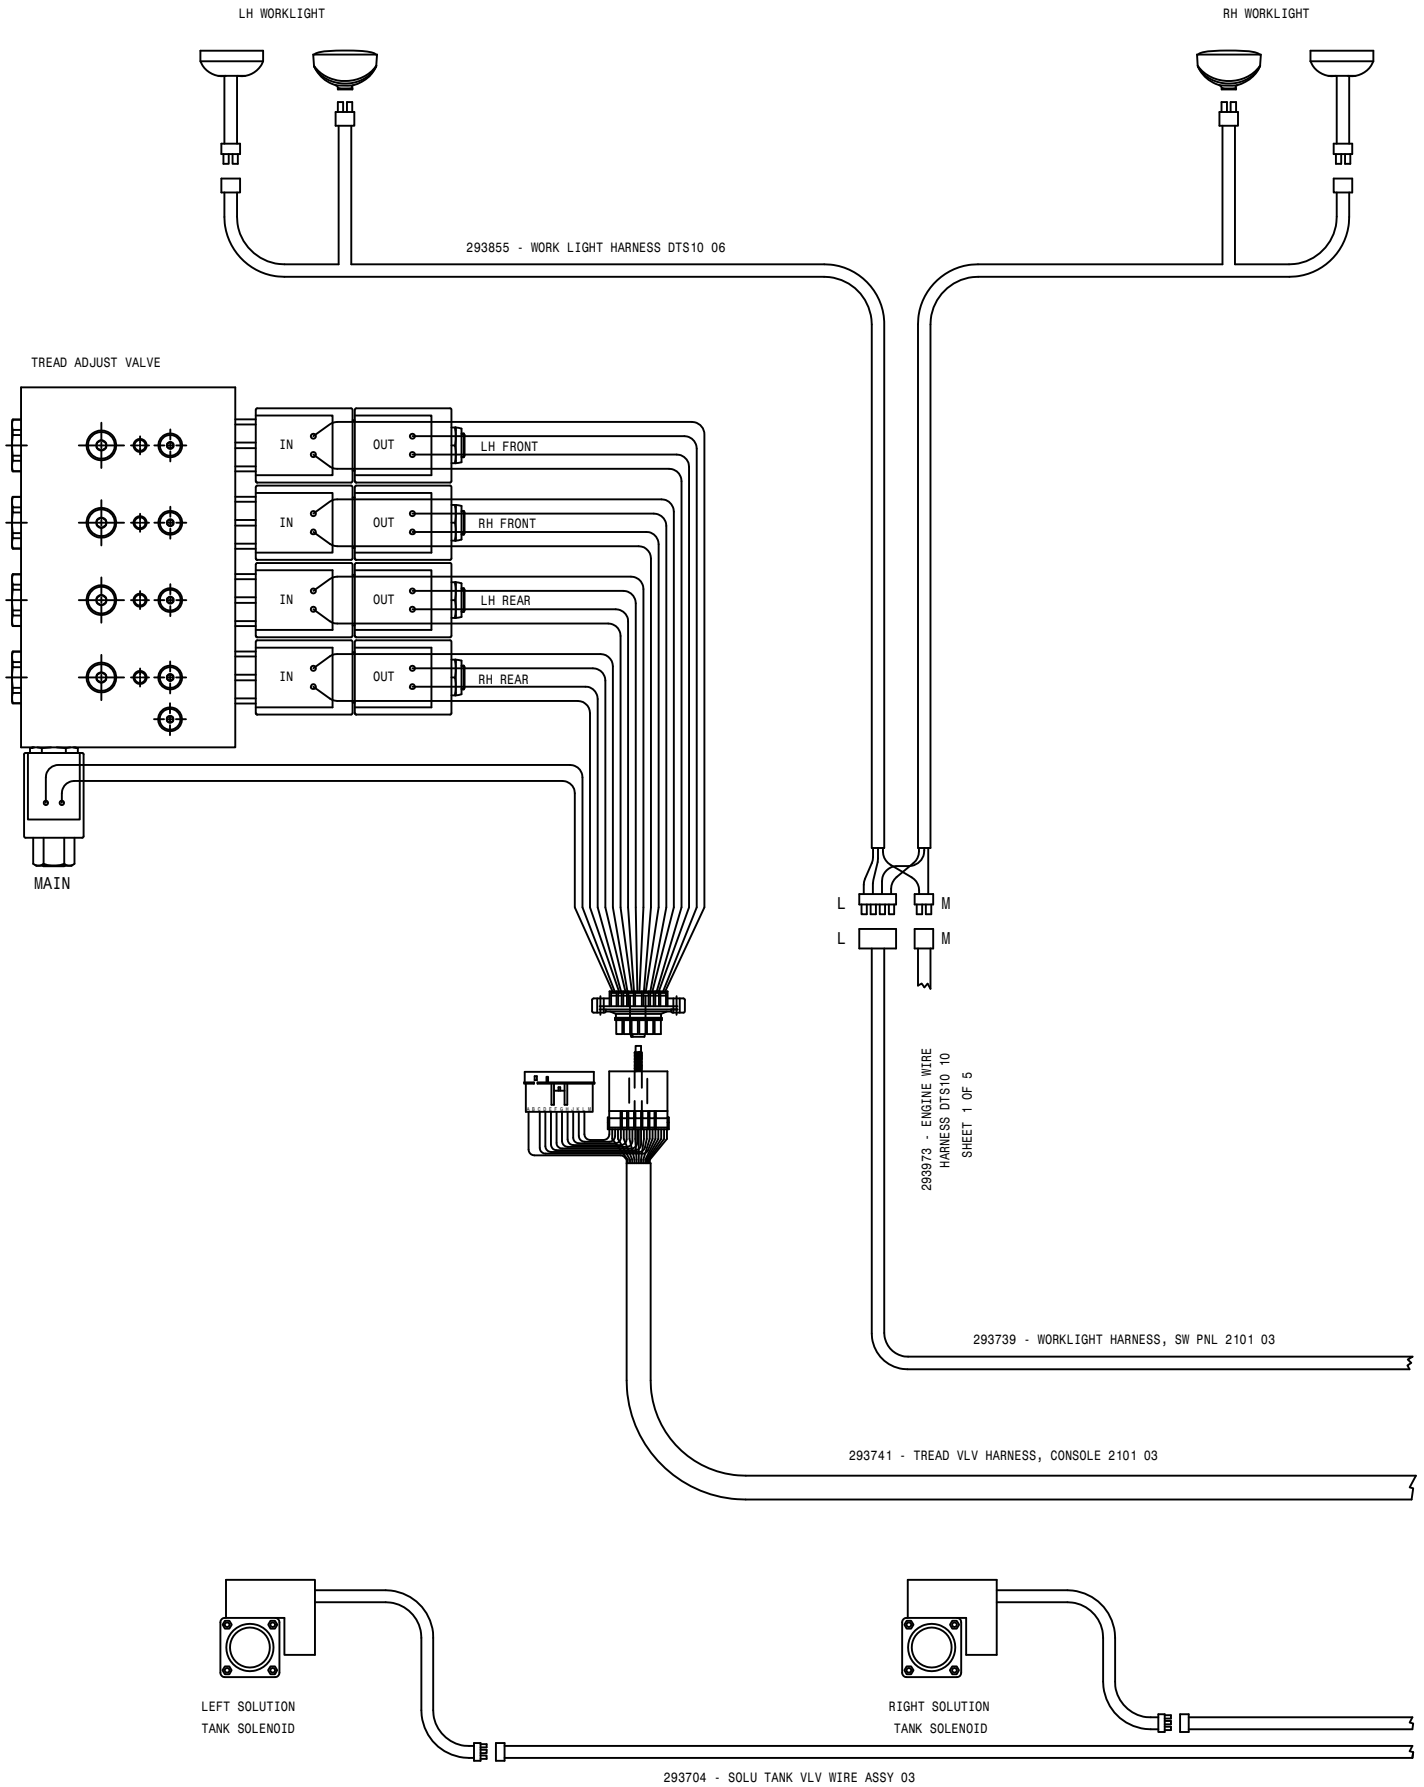 LH WORKLIGHT
RH WORKLIGHT
293855 - WORK LIGHT HARNESS DTS10 06
TREAD ADJUST VALVE
IN
OUT
LH FRONT
IN
OUT
RH FRONT
IN
OUT
LH REAR
IN
OUT
RH REAR
MAIN
L
M
L
M
293973 - ENGINE WIRE
HARNESS DTS10 10
SHEET 1 OF 5
293739 - WORKLIGHT HARNESS, SW PNL 2101 03
293741 - TREAD VLV HARNESS, CONSOLE 2101 03
LEFT SOLUTION
TANK SOLENOID
RIGHT SOLUTION
TANK SOLENOID
293704 - SOLU TANK VLV WIRE ASSY 03